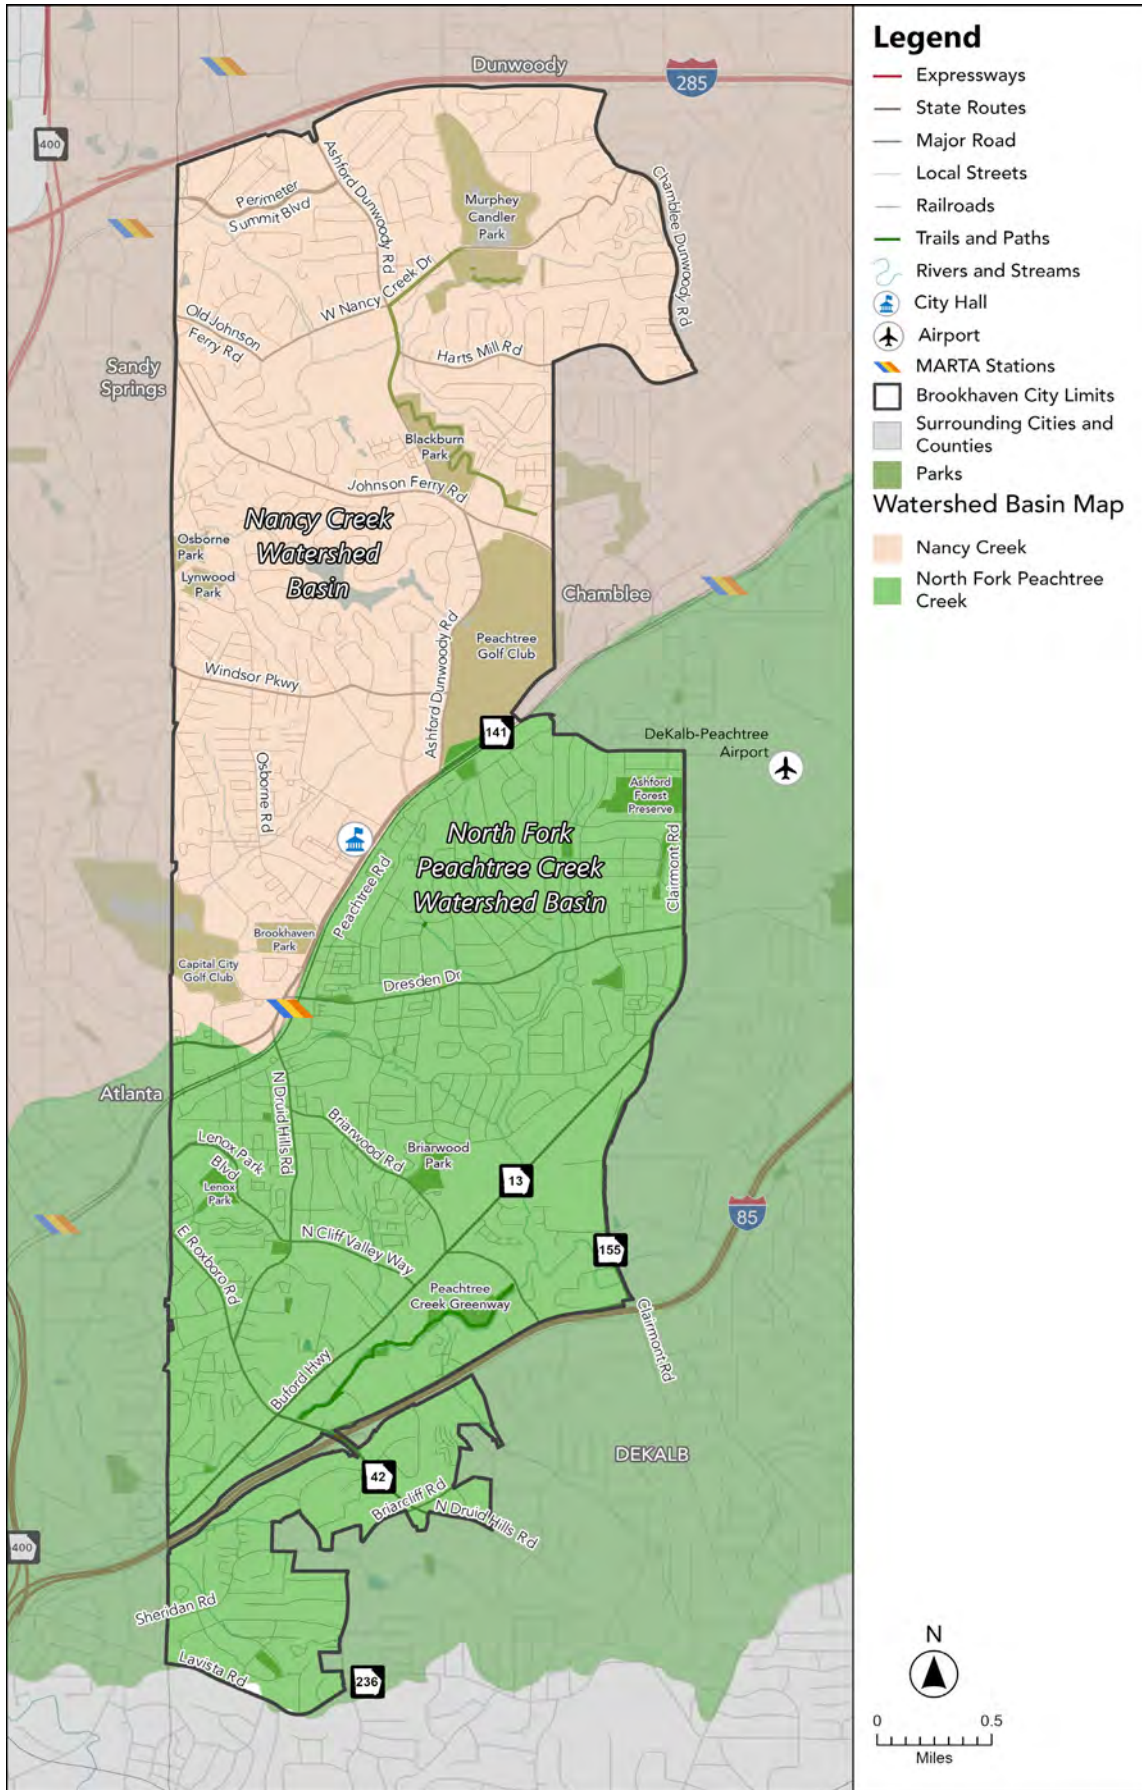 Dunwoody
285
400
Perimeter
Summit Blvd
Ashford Dunwoody Rd
Murphey
Candler
Park
Chamblee Dunwoody Rd
W Nancy Creek Dr
Old Johnson
Ferry Rd
Harts Mill Rd
Sandy
Springs
Blackburn
Park
Johnson Ferry Rd
Nancy Creek
Watershed
Basin
Osborne
Park
Lynwood
Park
Chamblee
Peachtree
Golf Club
Ashford Dunwoody Rd
Windsor Pkwy
141
DeKalb-Peachtree
Airport
Osborne Rd
Ashford
Forest
Preserve
North Fork
Peachtree Creek
Watershed Basin
Clairmont Rd
Peachtree Rd
Brookhaven
Park
Capital City
Golf Club
Dresden Dr
Atlanta
N Druid Hills Rd
Briarwood Rd
Lenox Park
Blvd
Lenox
Park
Briarwood
Park
13
85
155
E Roxboro Rd
N Cliff Valley Way
Peachtree
Creek Greenway
Clairmont Rd
Buford Hwy
DEKALB
42
Briarcliff Rd
N Druid Hills Rd
400
Sheridan Rd
Lavista Rd
236
Legend
Expressways
State Routes
Major Road
Local Streets
Railroads
Trails and Paths
Rivers and Streams
City Hall
Airport
MARTA Stations
Brookhaven City Limits
Surrounding Cities and
Counties
Parks
Watershed Basin Map
Nancy Creek
North Fork Peachtree
Creek
N
0 0.5
Miles